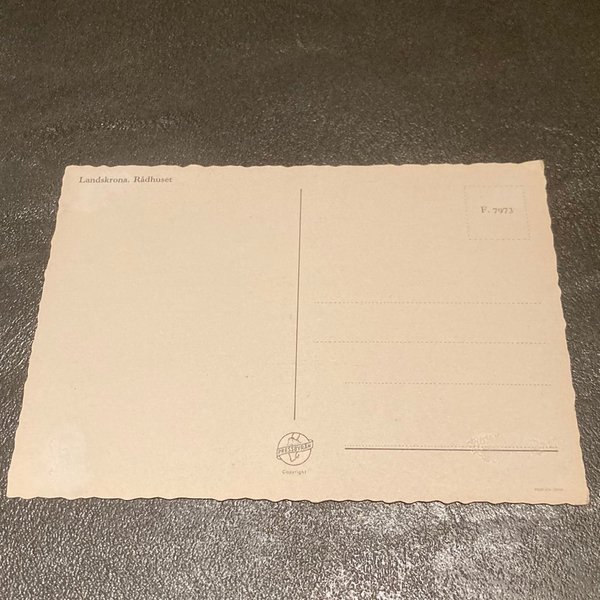 Landskrona. Rådhuset
F. 7973
PRESSBYRÅN
Copyright